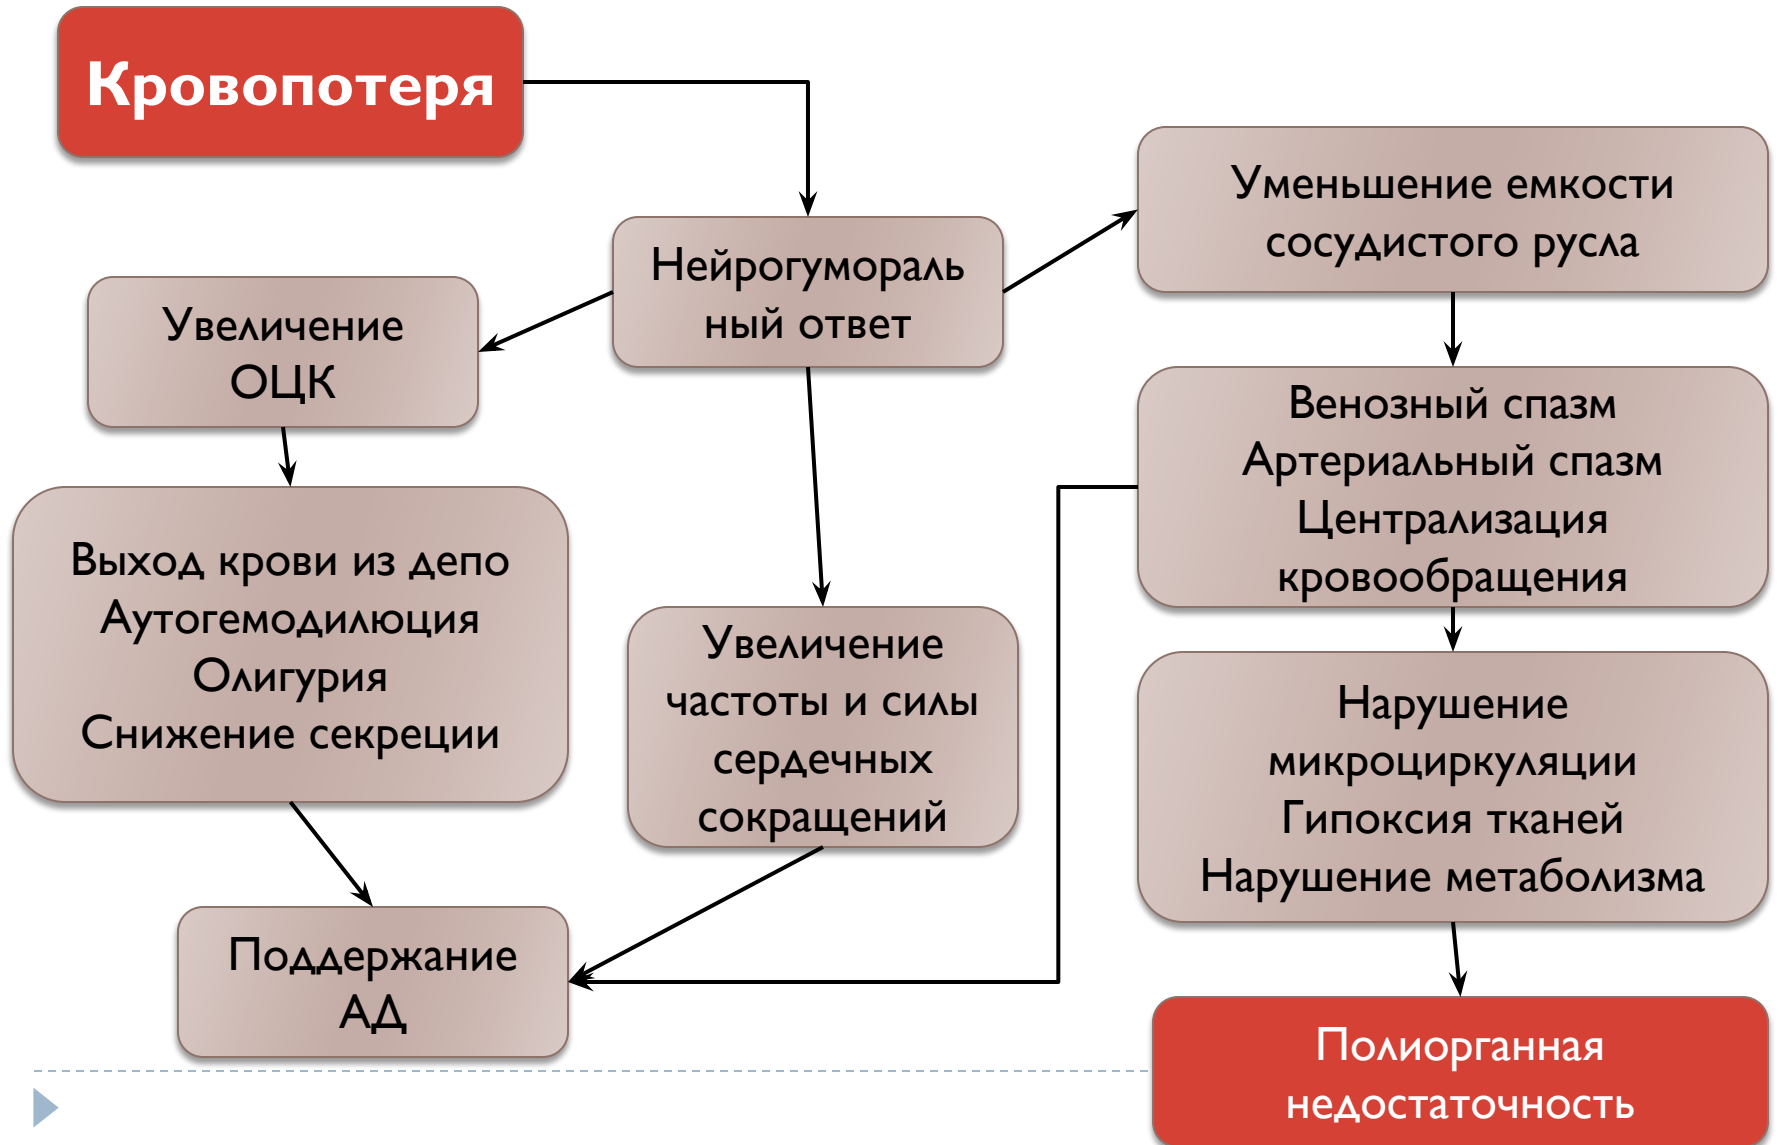 Кровопотеря
Нейрогумораль
ный ответ
Увеличение
ОЦК
Выход крови из депо
Аутогемодилюция
Олигурия
Снижение секреции
Увеличение
частоты и силы
сердечных
сокращений
Поддержание
АД
Уменьшение емкости
сосудистого русла
Венозный спазм
Артериальный спазм
Централизация
кровообращения
Нарушение
микроциркуляции
Гипоксия тканей
Нарушение метаболизма
Полиорганная
недостаточность